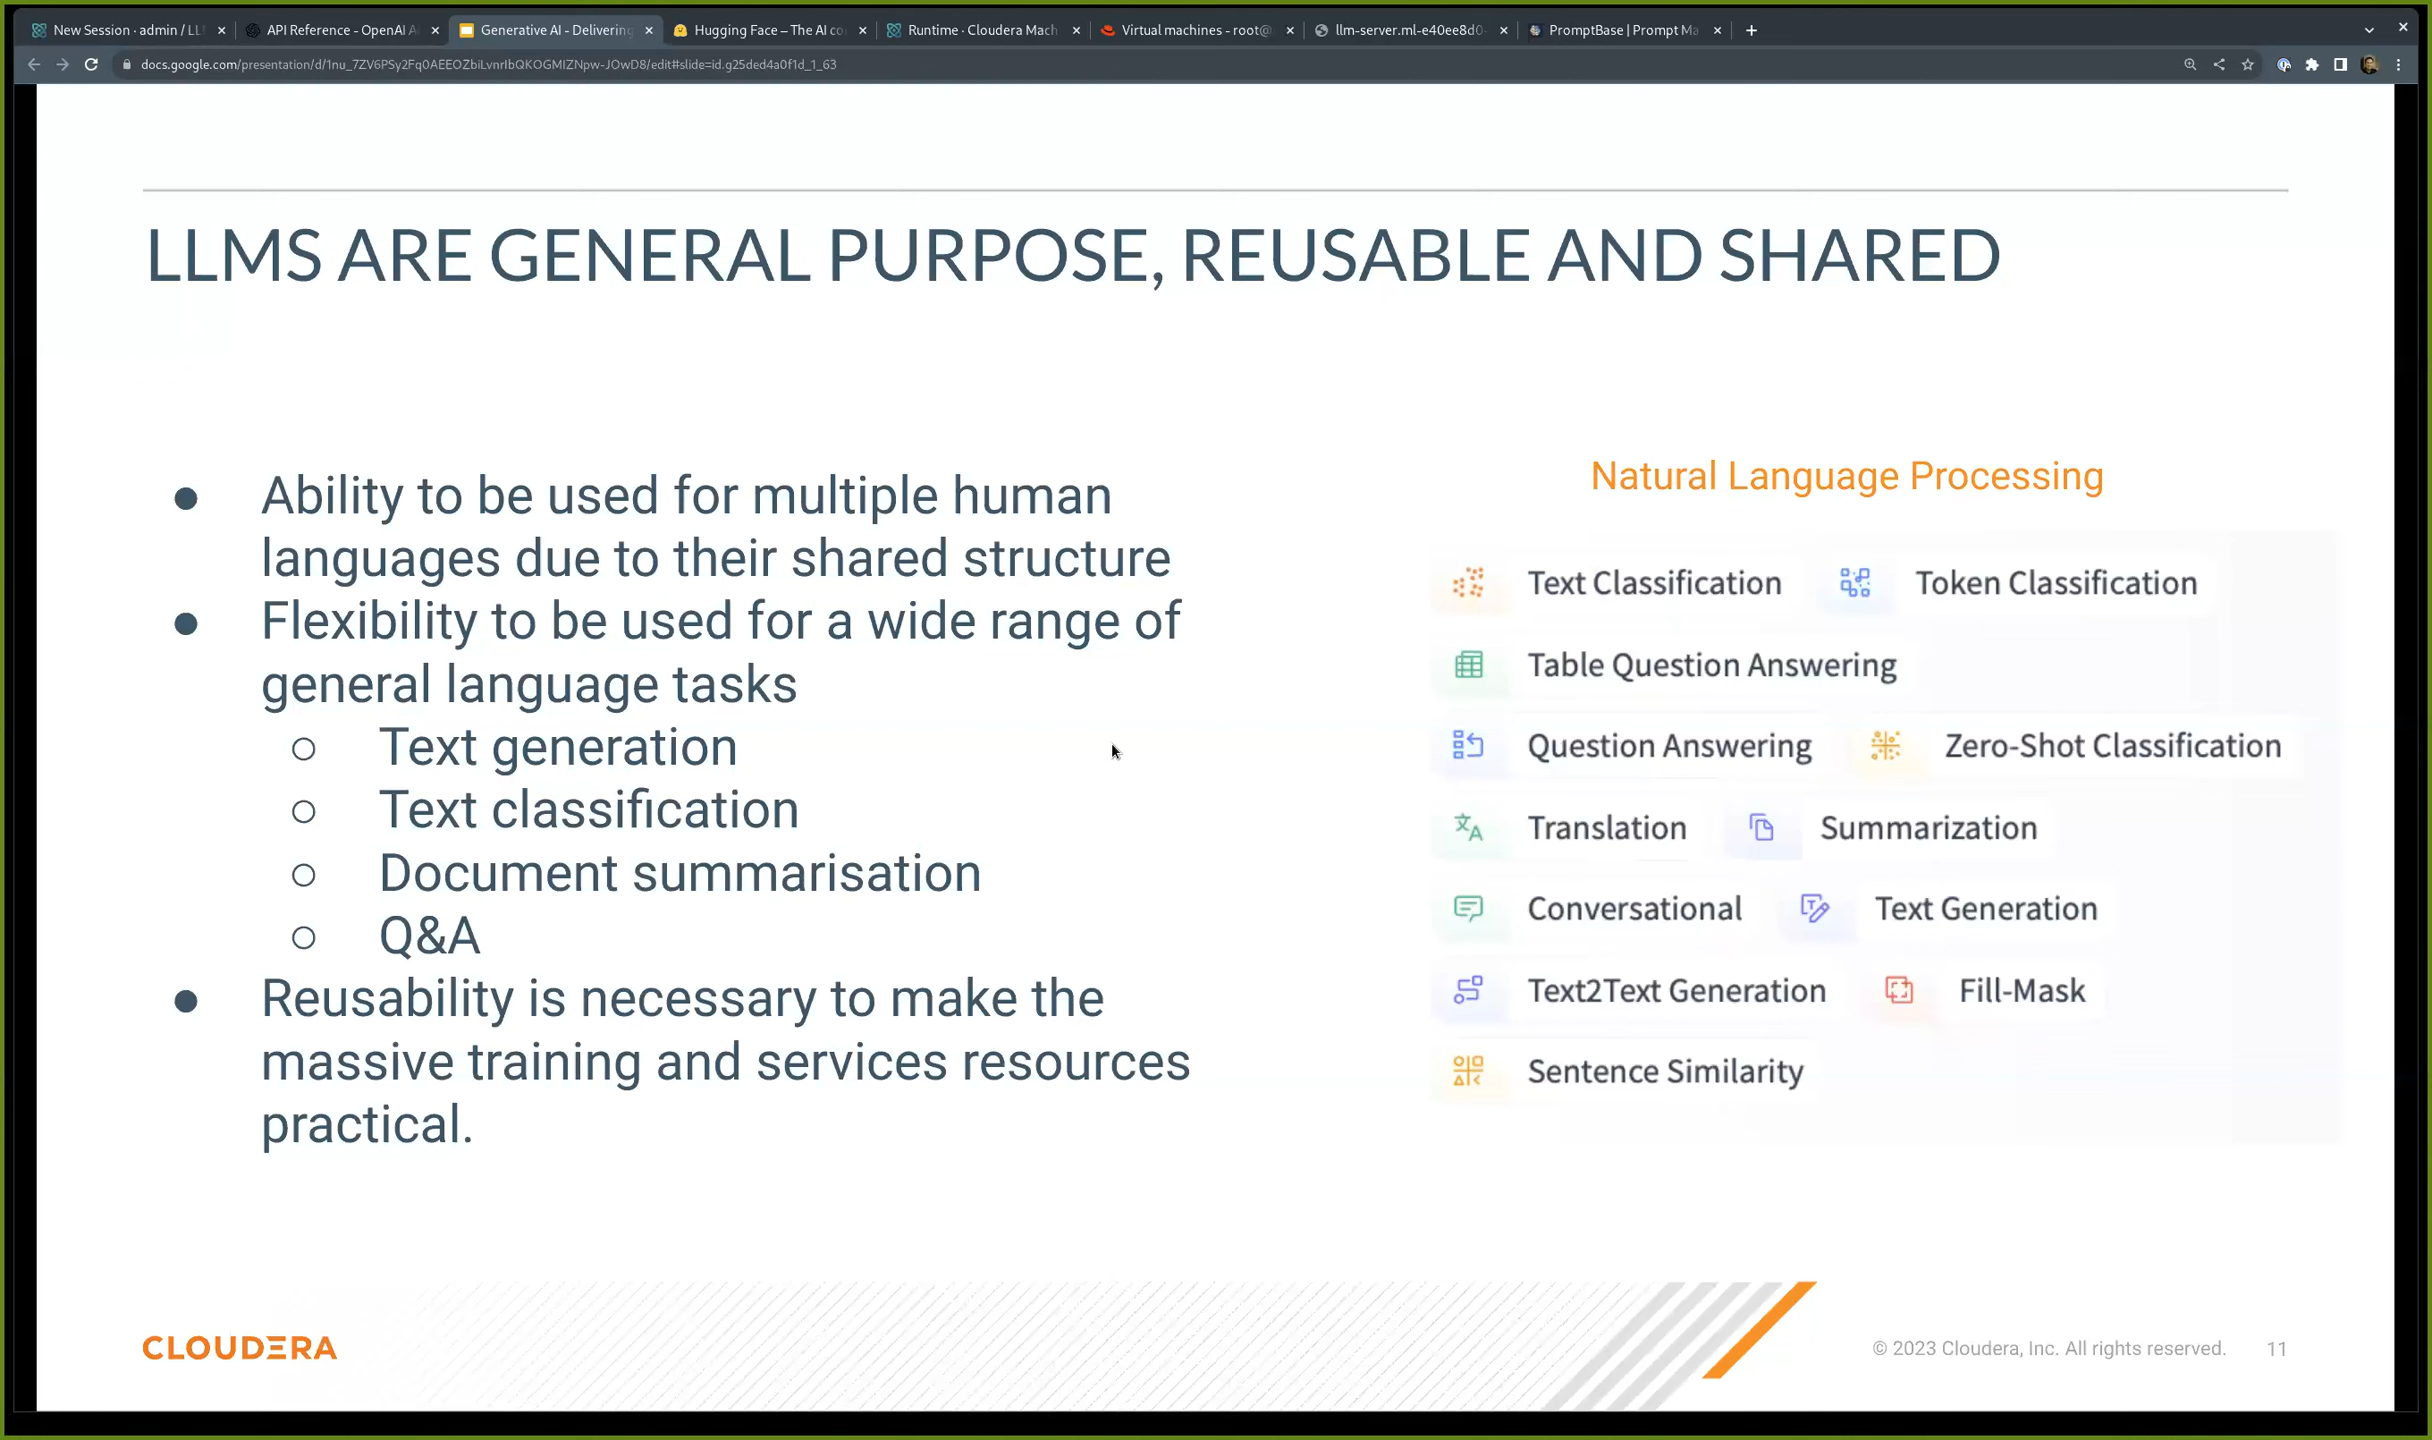 New Session · admin / LL
API Reference - OpenAI A
Generative AI - Delivering
Hugging Face – The AI co
Runtime · Cloudera Mach
Virtual machines - root@
llm-server.ml-e40ee8d0-
PromptBase | Prompt Ma
docs.google.com/presentation/d/1nu_7ZV6PSy2Fq0AEEOZbiLvnrIbQKOGMIZNpw-JOwD8/edit#slide=id.g25ded4a0f1d_1_63
LLMS ARE GENERAL PURPOSE, REUSABLE AND SHARED
● Ability to be used for multiple human
languages due to their shared structure
● Flexibility to be used for a wide range of
general language tasks
○ Text generation
○ Text classification
○ Document summarisation
○ Q&A
● Reusability is necessary to make the
massive training and services resources
practical.
Natural Language Processing
Text Classification Token Classification
Table Question Answering
Question Answering Zero-Shot Classification
Translation Summarization
Conversational Text Generation
Text2Text Generation Fill-Mask
Sentence Similarity
CLOUDERA
© 2023 Cloudera, Inc. All rights reserved. 11